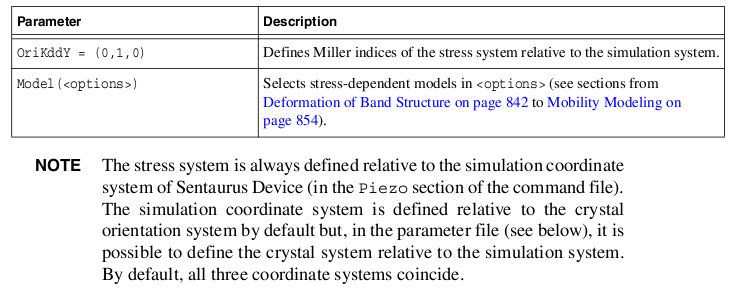 Parameter Description
OriKddY = (0,1,0) Defines Miller indices of the stress system relative to the simulation system.
Model(<options>) Selects stress-dependent models in <options> (see sections from
Deformation of Band Structure on page 842 to Mobility Modeling on
page 854).
NOTE The stress system is always defined relative to the simulation coordinate
system of Sentaurus Device (in the Piezo section of the command file).
The simulation coordinate system is defined relative to the crystal
orientation system by default but, in the parameter file (see below), it is
possible to define the crystal system relative to the simulation system.
By default, all three coordinate systems coincide.